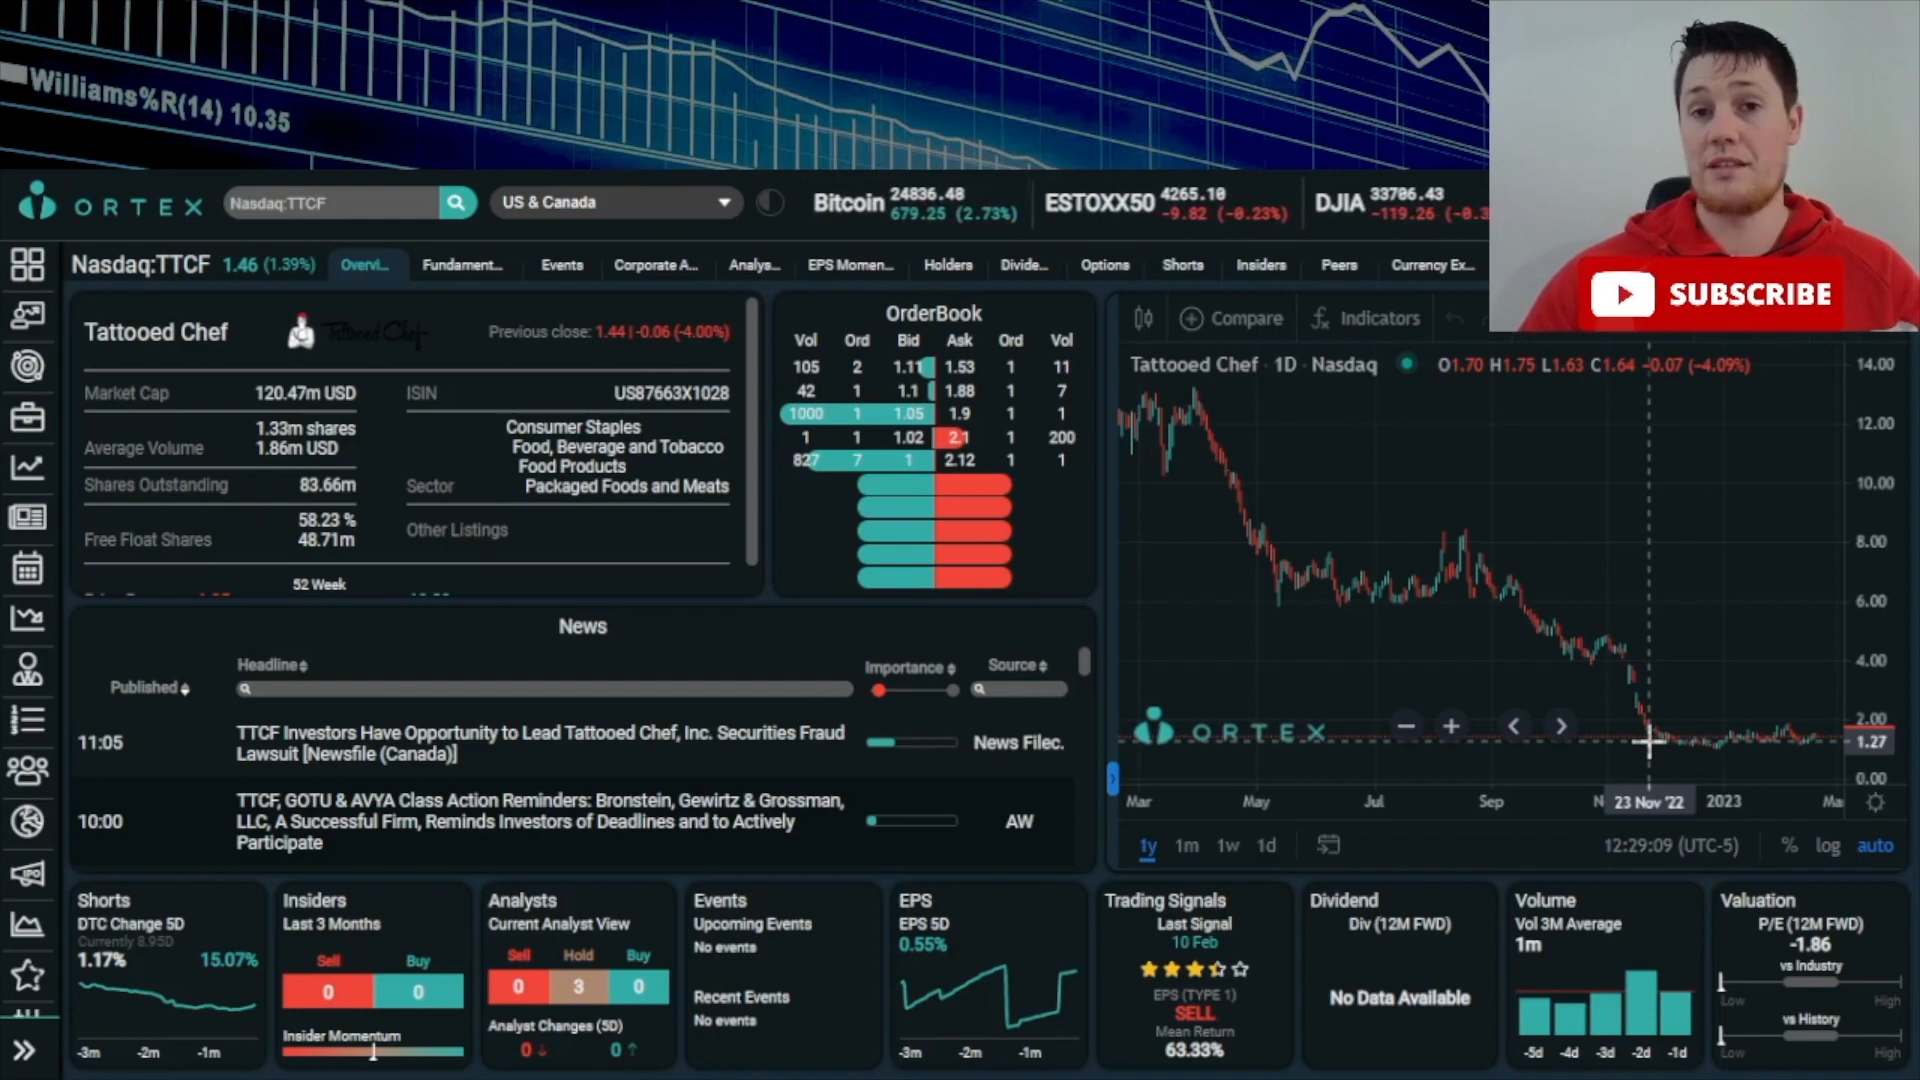 Williams%R(14) 10.35
ORTEX
Nasdaq:TTCF
US & Canada
Bitcoin 24836.48
679.25 (2.73%)
ESTOXX50 4265.10
-9.82 (-0.23%)
DJIA 33706.43
-119.26 (-0.3
SUBSCRIBE
Nasdaq:TTCF 1.46 (1.39%)
Overvi...
Fundament...
Events
Corporate A...
Analys...
EPS Momen...
Holders
Divide...
Options
Shorts
Insiders
Peers
Currency Ex...
Tattooed Chef
Tattooed Chef
Previous close: 1.44 | -0.06 (-4.00%)
Market Cap 120.47m USD
Average Volume 1.33m shares
1.86m USD
Shares Outstanding 83.66m
Free Float Shares 58.23 %
48.71m
52 Week
ISIN US87663X1028
Sector Consumer Staples
Food, Beverage and Tobacco
Food Products
Packaged Foods and Meats
Other Listings
OrderBook
Vol Ord Bid Ask Ord Vol
105 2 1.11 1.53 1 11
42 1 1.1 1.88 1 7
1000 1 1.05 1.9 1 1
1 1 1.02 2.1 1 200
827 7 1 2.12 1 1
Compare
Indicators
Tattooed Chef · 1D · Nasdaq O1.70 H1.75 L1.63 C1.64 -0.07 (-4.09%)
14.00
12.00
10.00
8.00
6.00
4.00
2.00
1.27
0.00
ORTEX
Mar May Jul Sep N 23 Nov '22 2023 Ma
1y 1m 1w 1d
12:29:09 (UTC-5) % log auto
News
Published
Headline
Importance
Source
11:05
TTCF Investors Have Opportunity to Lead Tattooed Chef, Inc. Securities Fraud
Lawsuit [Newsfile (Canada)]
News Filec.
10:00
TTCF, GOTU & AVYA Class Action Reminders: Bronstein, Gewirtz & Grossman,
LLC, A Successful Firm, Reminds Investors of Deadlines and to Actively
Participate
AW
Shorts
DTC Change 5D
Currently 8.95D
1.17% 15.07%
-3m -2m -1m
Insiders
Last 3 Months
Sell Buy
0 0
Insider Momentum
Analysts
Current Analyst View
Sell Hold Buy
0 3 0
Analyst Changes (5D)
0↓ 0↑
Events
Upcoming Events
No events
Recent Events
No events
EPS
EPS 5D
0.55%
-3m -2m -1m
Trading Signals
Last Signal
10 Feb
EPS (TYPE 1)
SELL
Mean Return
63.33%
Dividend
Div (12M FWD)
No Data Available
Volume
Vol 3M Average
1m
-5d -4d -3d -2d -1d
Valuation
P/E (12M FWD)
-1.86
vs Industry
Low High
vs History
Low High
IPO